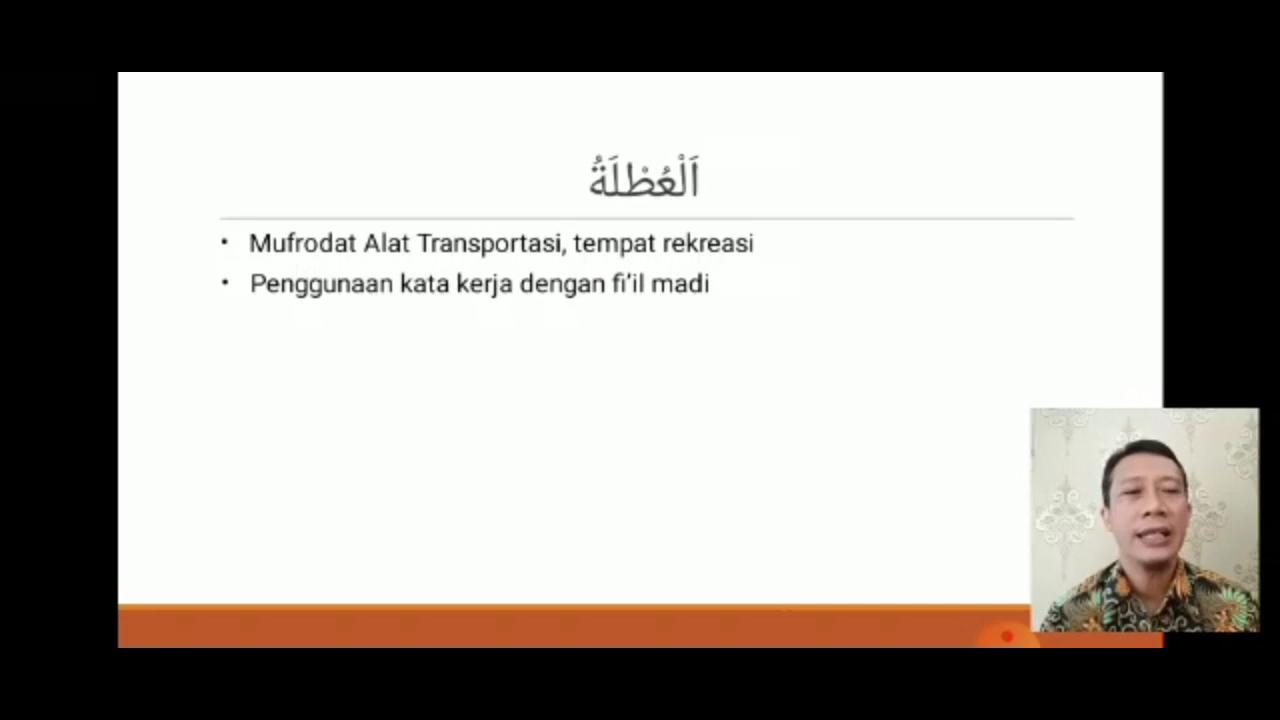 اَلْعُطْلَةُ
• Mufrodat Alat Transportasi, tempat rekreasi
• Penggunaan kata kerja dengan fi'il madi